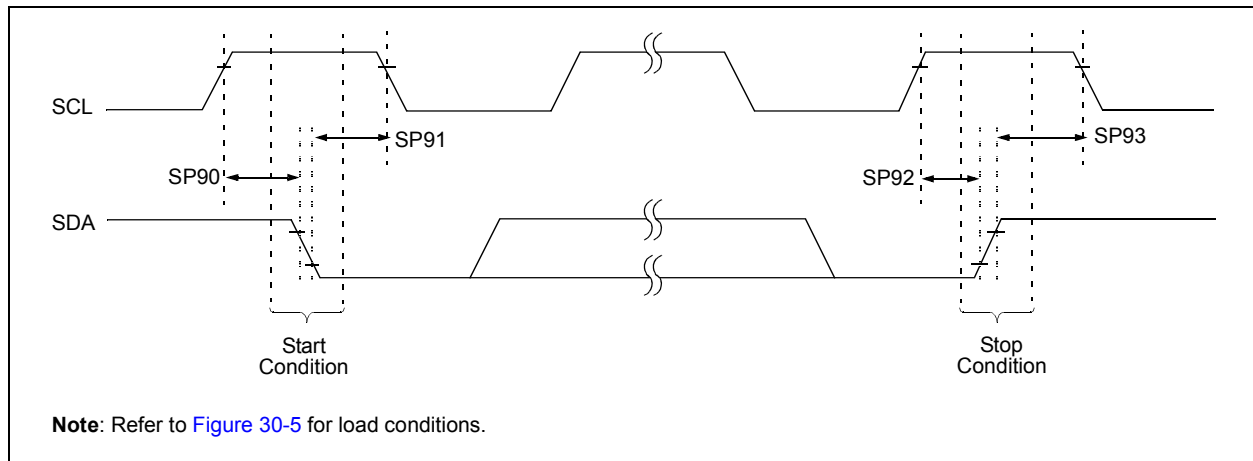 SCL
SP91
SP93
SP90
SP92
SDA
Start
Condition
Stop
Condition
Note: Refer to Figure 30-5 for load conditions.